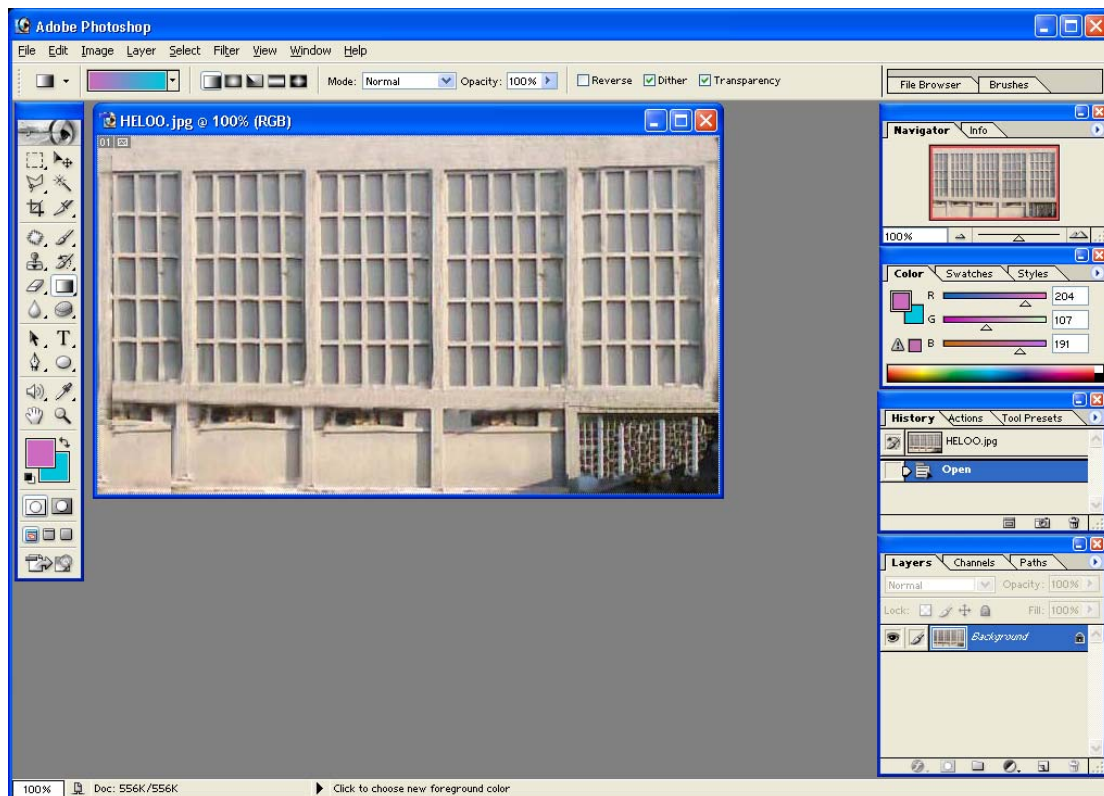 Adobe Photoshop
File Edit Image Layer Select Filter View Window Help
Mode: Normal Opacity: 100% Reverse Dither Transparency
File Browser Brushes
HELOO.jpg @ 100% (RGB)
01
Navigator Info
100%
Color Swatches Styles
R 204
G 107
B 191
History Actions Tool Presets
HELOO.jpg
Open
Layers Channels Paths
Normal Opacity: 100%
Lock: Fill: 100%
Background
T
100% Doc: 556K/556K Click to choose new foreground color